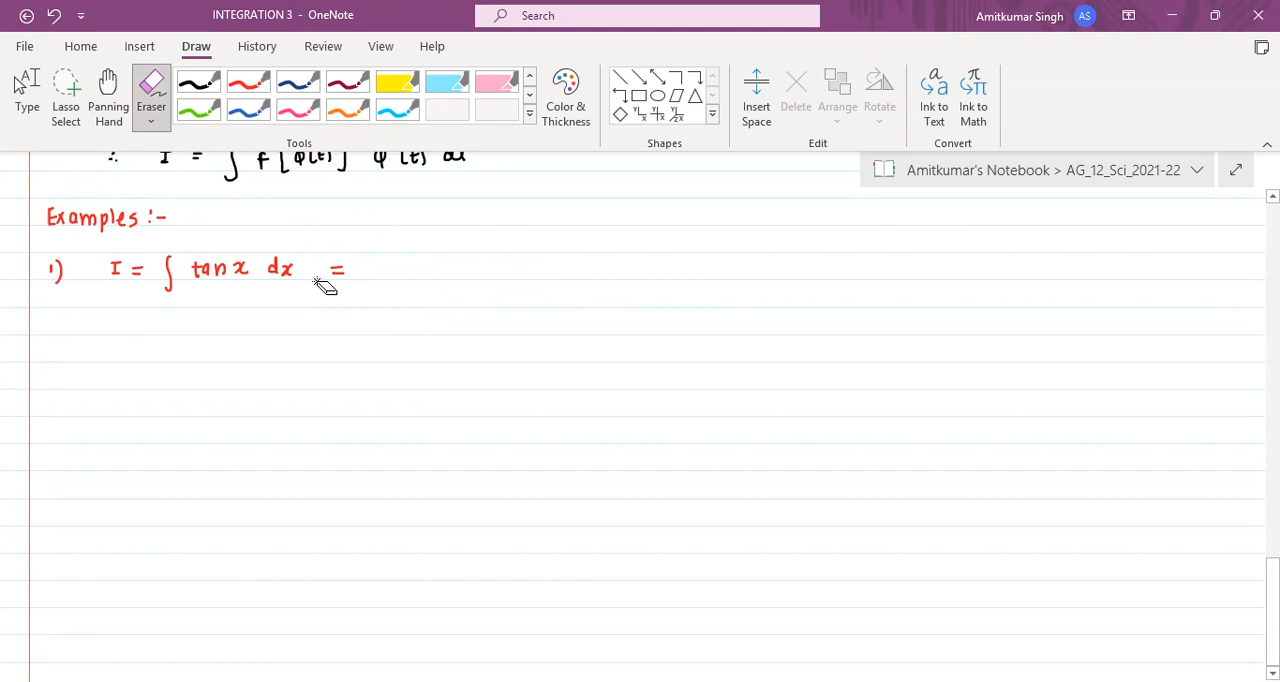 INTEGRATION 3 - OneNote
Search
Amitkumar Singh
AS
File Home Insert Draw History Review View Help
Type
Lasso Select
Panning Hand
Eraser
Color & Thickness
Insert Space
Delete
Arrange
Rotate
Ink to Text
Ink to Math
Tools
Shapes
Edit
Convert
Amitkumar's Notebook > AG_12_Sci_2021-22
∴ I = ∫ f [φ(t)] φ'(t) dt
Examples :-
1) I = ∫ tan x dx =